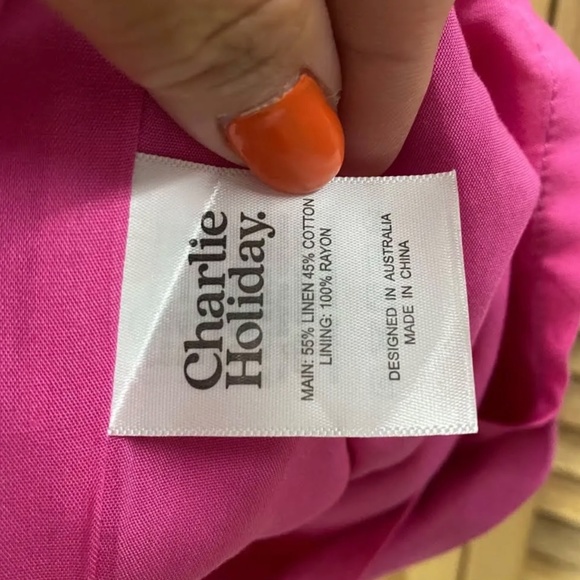 Charlie
Holiday.
MAIN: 55% LINEN 45% COTTON
LINING: 100% RAYON
DESIGNED IN AUSTRALIA
MADE IN CHINA